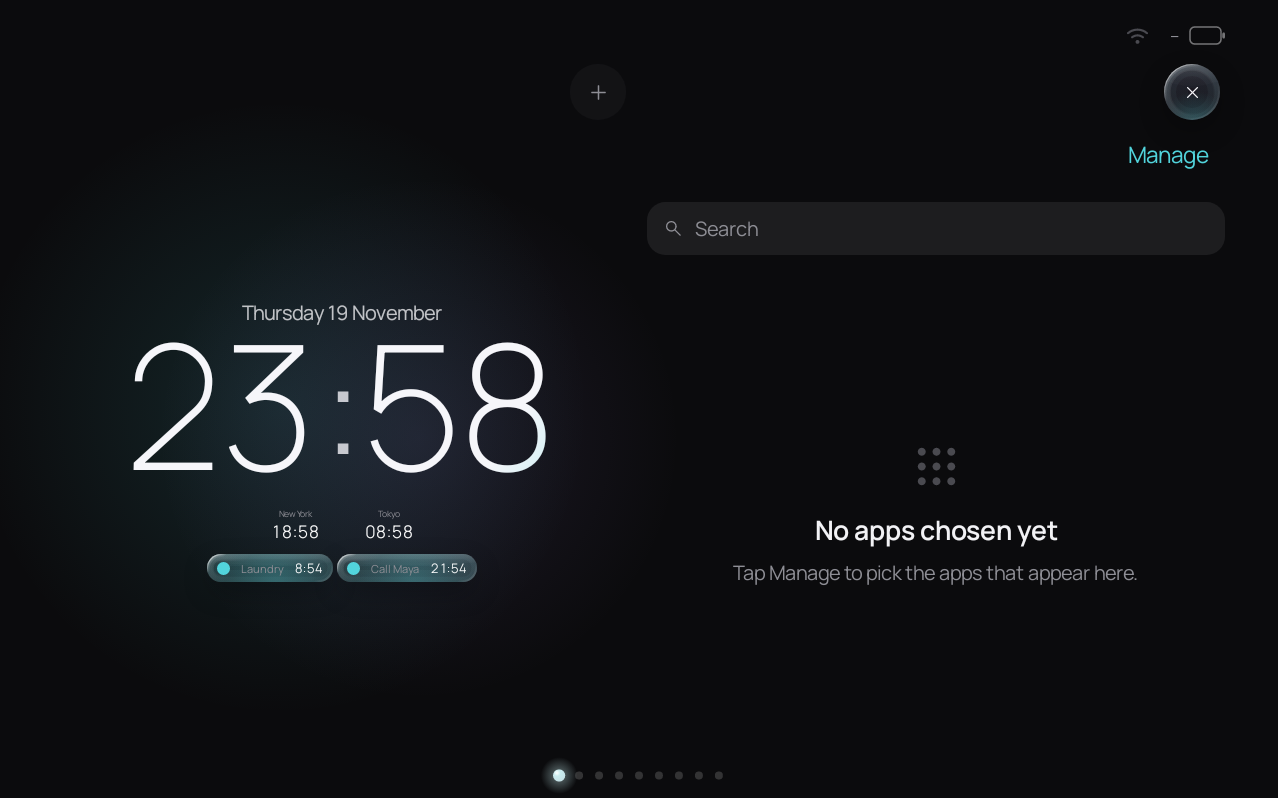 Manage
Search
Thursday 19 November
23:58
New York Tokyo
18:58 08:58
Laundry 8:54 Call Maya 21:54
No apps chosen yet
Tap Manage to pick the apps that appear here.